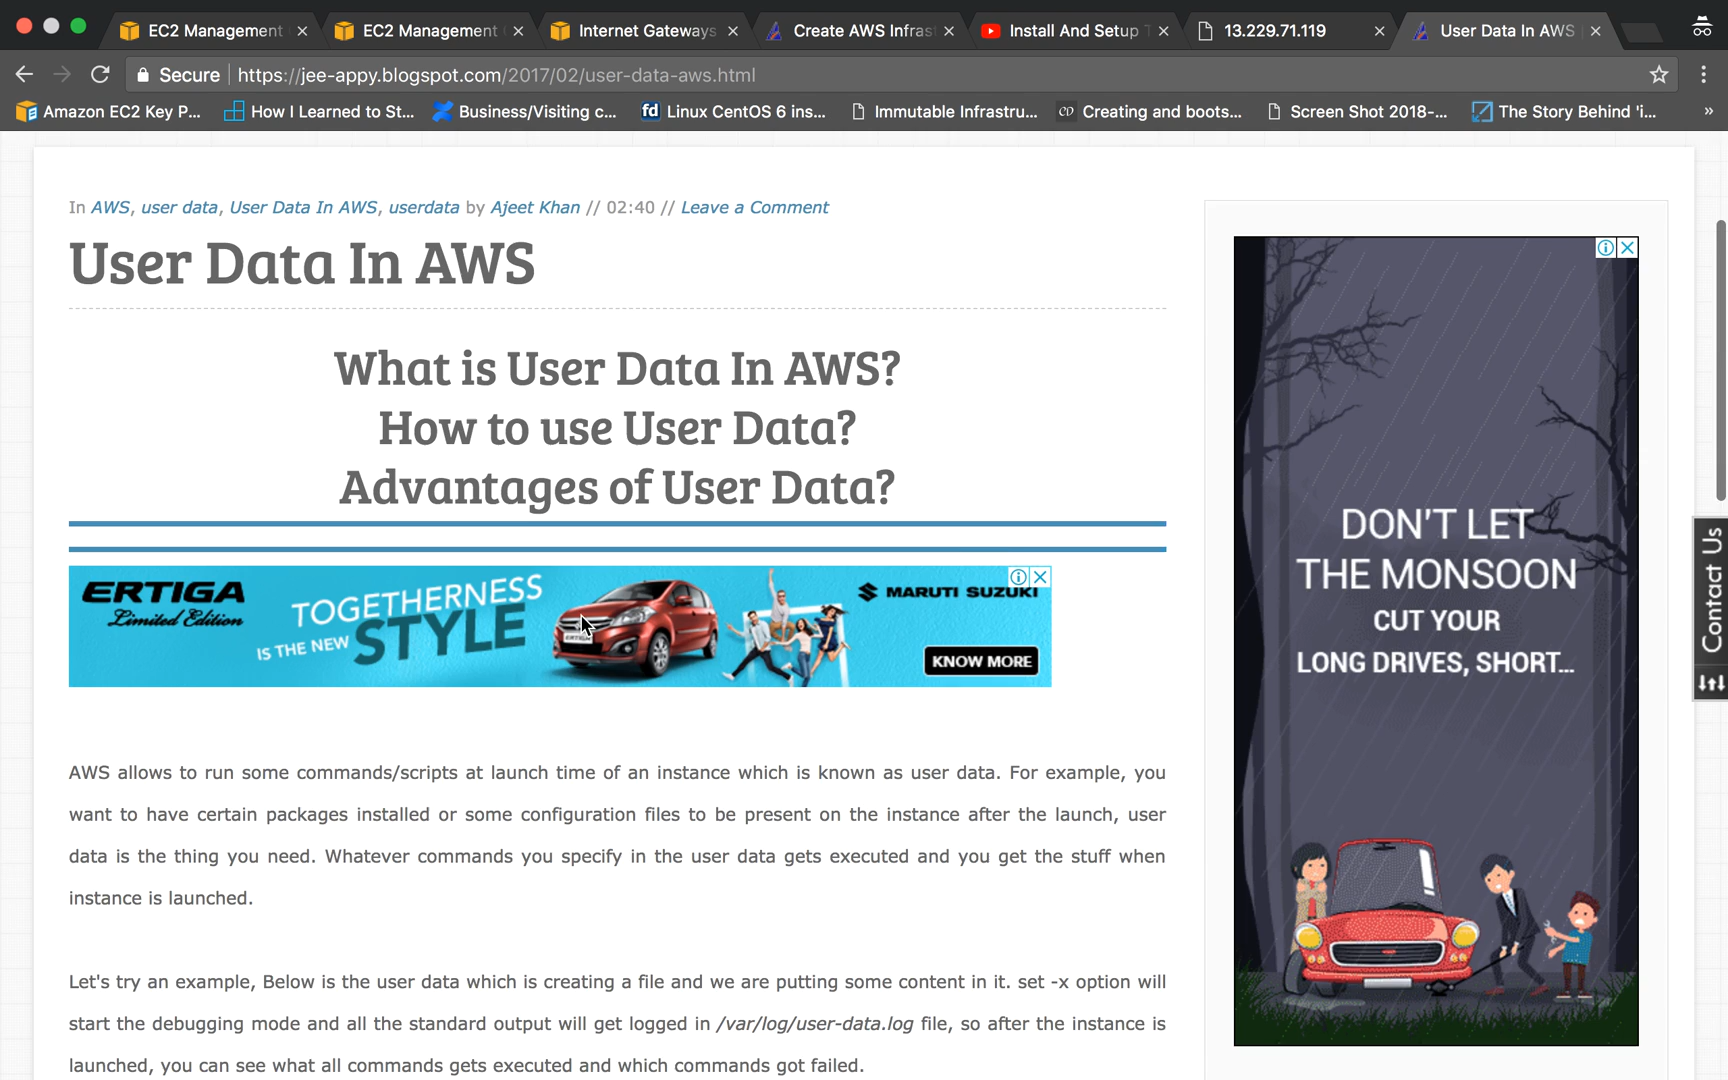 EC2 Management
EC2 Management
Internet Gateways
Create AWS Infrast
Install And Setup T
13.229.71.119
User Data In AWS
Secure
https://jee-appy.blogspot.com/2017/02/user-data-aws.html
Amazon EC2 Key P...
How I Learned to St...
Business/Visiting c...
fd
Linux CentOS 6 ins...
Immutable Infrastru...
Creating and boots...
Screen Shot 2018-...
The Story Behind 'i...
»
In AWS, user data, User Data In AWS, userdata by Ajeet Khan // 02:40 // Leave a Comment
User Data In AWS
What is User Data In AWS?
How to use User Data?
Advantages of User Data?
ERTIGA
Limited Edition
TOGETHERNESS
IS THE NEW STYLE
MARUTI SUZUKI
KNOW MORE
AWS allows to run some commands/scripts at launch time of an instance which is known as user data. For example, you
want to have certain packages installed or some configuration files to be present on the instance after the launch, user
data is the thing you need. Whatever commands you specify in the user data gets executed and you get the stuff when
instance is launched.
Let's try an example, Below is the user data which is creating a file and we are putting some content in it. set -x option will
start the debugging mode and all the standard output will get logged in /var/log/user-data.log file, so after the instance is
launched, you can see what all commands gets executed and which commands got failed.
DON'T LET
THE MONSOON
CUT YOUR
LONG DRIVES, SHORT...
Contact Us